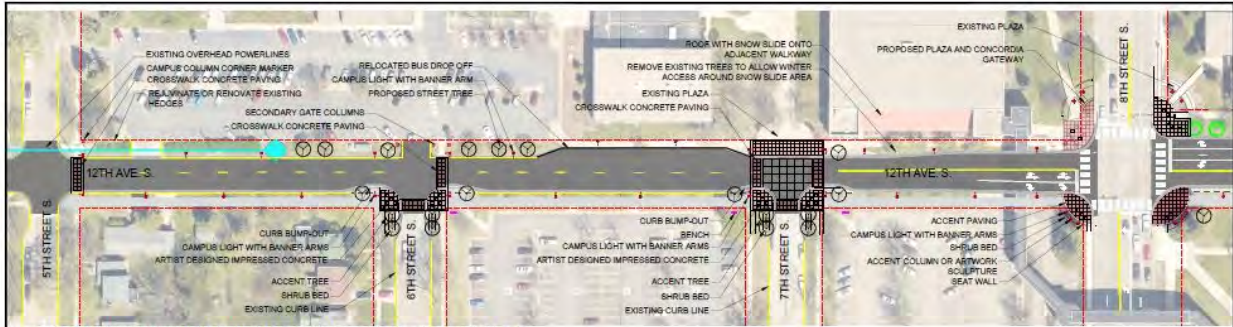 EXISTING OVERHEAD POWERLINES
CAMPUS COLUMN CORNER MARKER
CROSSWALK CONCRETE PAVING
REJUVINATE OR RENOVATE EXISTING
HEDGES
RELOCATED BUS DROP OFF
CAMPUS LIGHT WITH BANNER ARM
PROPOSED STREET TREE
SECONDARY GATE COLUMNS
CROSSWALK CONCRETE PAVING
ROOF WITH SNOW SLIDE ONTO
ADJACENT WALKWAY
REMOVE EXISTING TREES TO ALLOW WINTER
ACCESS AROUND SNOW SLIDE AREA
EXISTING PLAZA
CROSSWALK CONCRETE PAVING
EXISTING PLAZA
PROPOSED PLAZA AND CONCORDIA
GATEWAY
8TH STREET S.
12TH AVE. S.
12TH AVE. S.
5TH STREET S.
CURB BUMP-OUT
CAMPUS LIGHT WITH BANNER ARMS
ARTIST DESIGNED IMPRESSED CONCRETE
ACCENT TREE
SHRUB BED
EXISTING CURB LINE
6TH STREET S.
CURB BUMP-OUT
BENCH
CAMPUS LIGHT WITH BANNER ARMS
ARTIST DESIGNED IMPRESSED CONCRETE
ACCENT TREE
SHRUB BED
EXISTING CURB LINE
7TH STREET S.
ACCENT PAVING
CAMPUS LIGHT WITH BANNER ARMS
SHRUB BED
ACCENT COLUMN OR ARTWORK
SCULPTURE
SEAT WALL